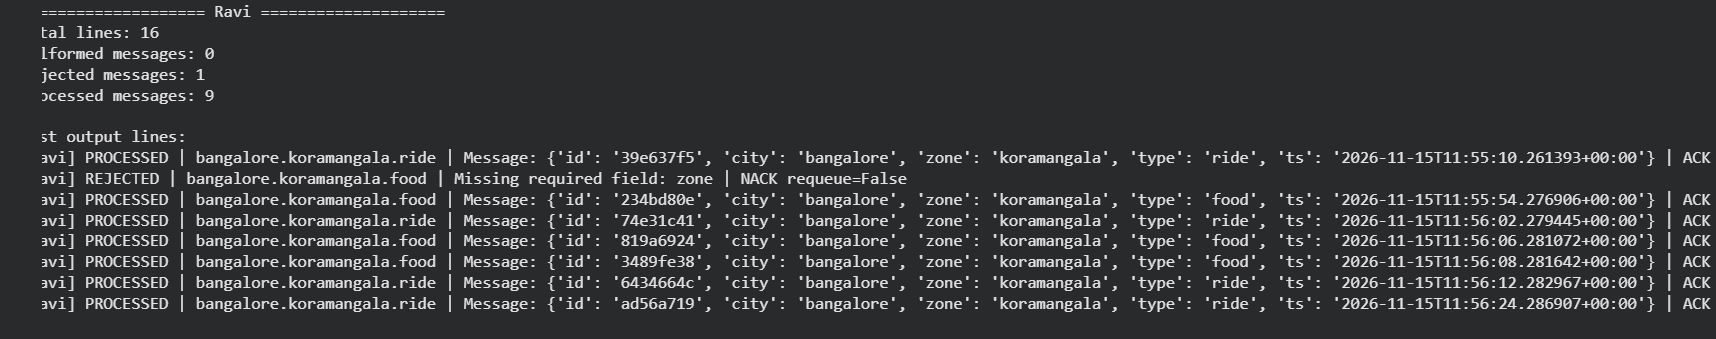 ================== Ravi ====================
tal lines: 16
lformed messages: 0
jected messages: 1
ocessed messages: 9
st output lines:
avi] PROCESSED | bangalore.koramangala.ride | Message: {'id': '39e637f5', 'city': 'bangalore', 'zone': 'koramangala', 'type': 'ride', 'ts': '2026-11-15T11:55:10.261393+00:00'} | ACK
avi] REJECTED | bangalore.koramangala.food | Missing required field: zone | NACK requeue=False
avi] PROCESSED | bangalore.koramangala.food | Message: {'id': '234bd80e', 'city': 'bangalore', 'zone': 'koramangala', 'type': 'food', 'ts': '2026-11-15T11:55:54.276906+00:00'} | ACK
avi] PROCESSED | bangalore.koramangala.ride | Message: {'id': '74e31c41', 'city': 'bangalore', 'zone': 'koramangala', 'type': 'ride', 'ts': '2026-11-15T11:56:02.279445+00:00'} | ACK
avi] PROCESSED | bangalore.koramangala.food | Message: {'id': '819a6924', 'city': 'bangalore', 'zone': 'koramangala', 'type': 'food', 'ts': '2026-11-15T11:56:06.281072+00:00'} | ACK
avi] PROCESSED | bangalore.koramangala.food | Message: {'id': '3489fe38', 'city': 'bangalore', 'zone': 'koramangala', 'type': 'food', 'ts': '2026-11-15T11:56:08.281642+00:00'} | ACK
avi] PROCESSED | bangalore.koramangala.ride | Message: {'id': '6434664c', 'city': 'bangalore', 'zone': 'koramangala', 'type': 'ride', 'ts': '2026-11-15T11:56:12.282967+00:00'} | ACK
avi] PROCESSED | bangalore.koramangala.ride | Message: {'id': 'ad56a719', 'city': 'bangalore', 'zone': 'koramangala', 'type': 'ride', 'ts': '2026-11-15T11:56:24.286907+00:00'} | ACK